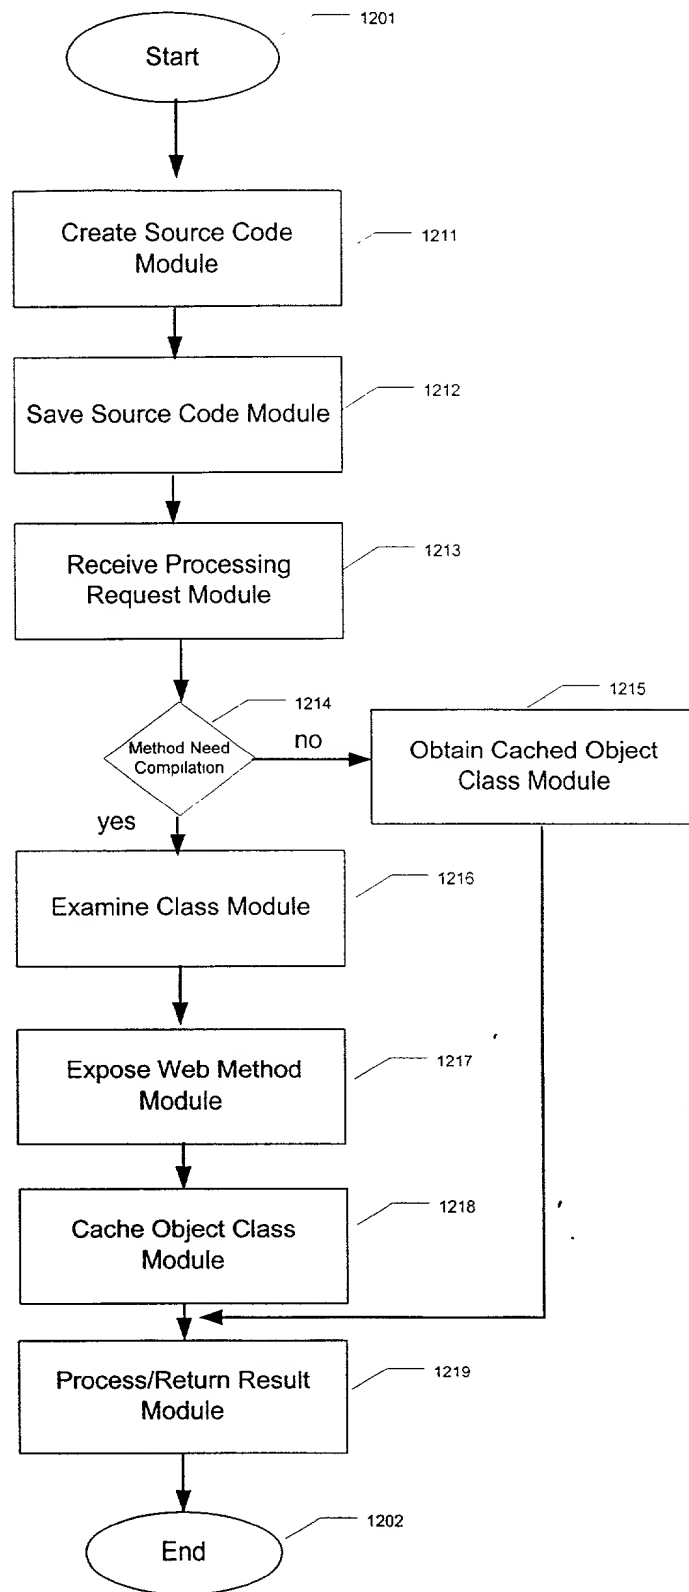 1201
Start
Create Source Code
Module
1211
Save Source Code Module
1212
Receive Processing
Request Module
1213
1214
Method Need
Compilation
no
yes
1215
Obtain Cached Object
Class Module
Examine Class Module
1216
Expose Web Method
Module
1217
Cache Object Class
Module
1218
Process/Return Result
Module
1219
End
1202